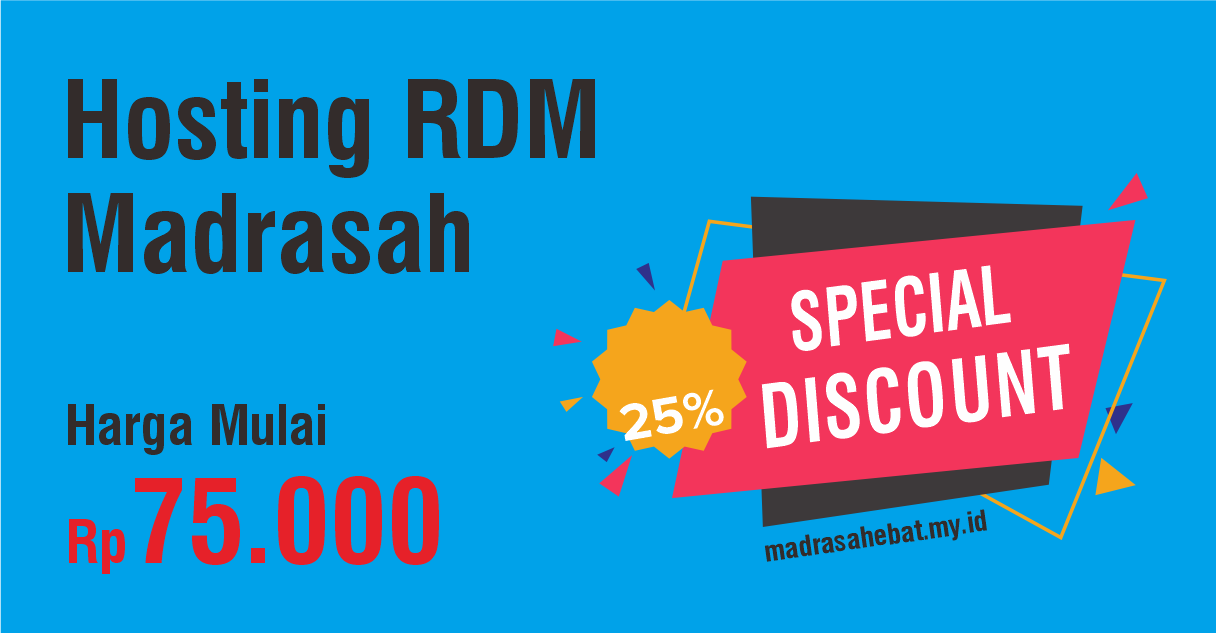 Hosting RDM
Madrasah
Harga Mulai
Rp 75.000
25%
SPECIAL
DISCOUNT
madrasahebat.my.id